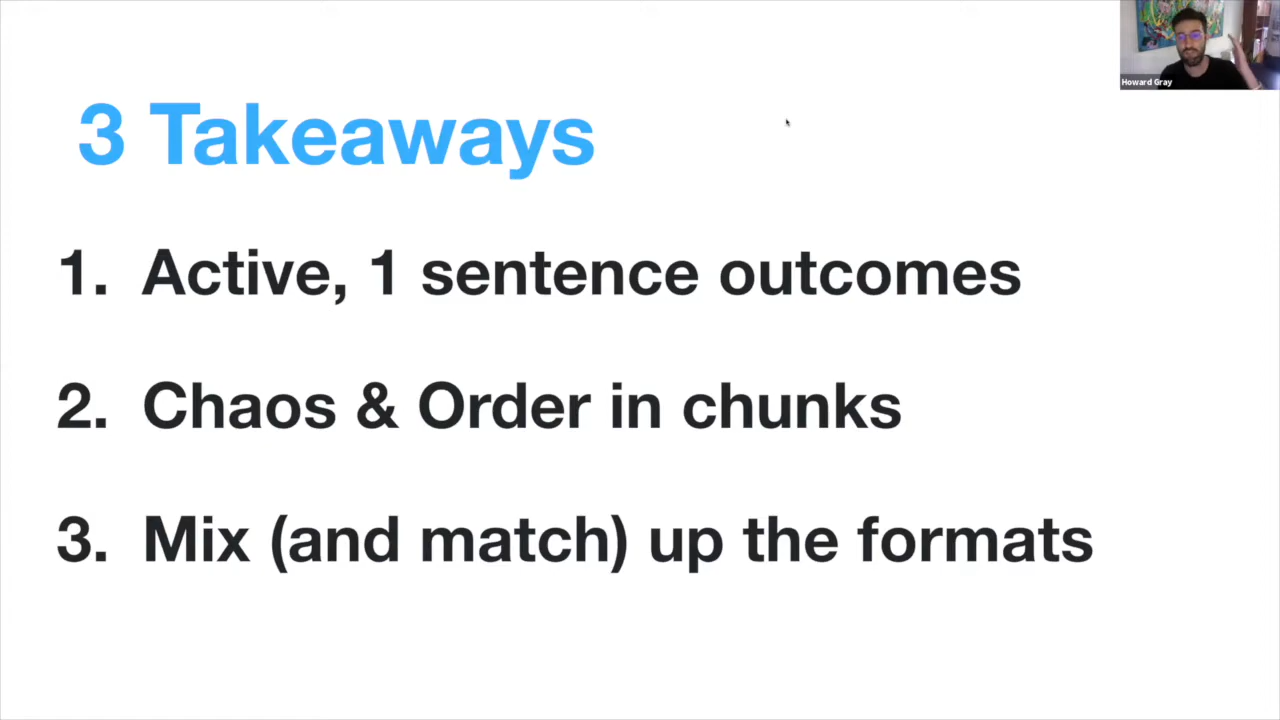 3 Takeaways
1. Active, 1 sentence outcomes
2. Chaos & Order in chunks
3. Mix (and match) up the formats
Howard Gray